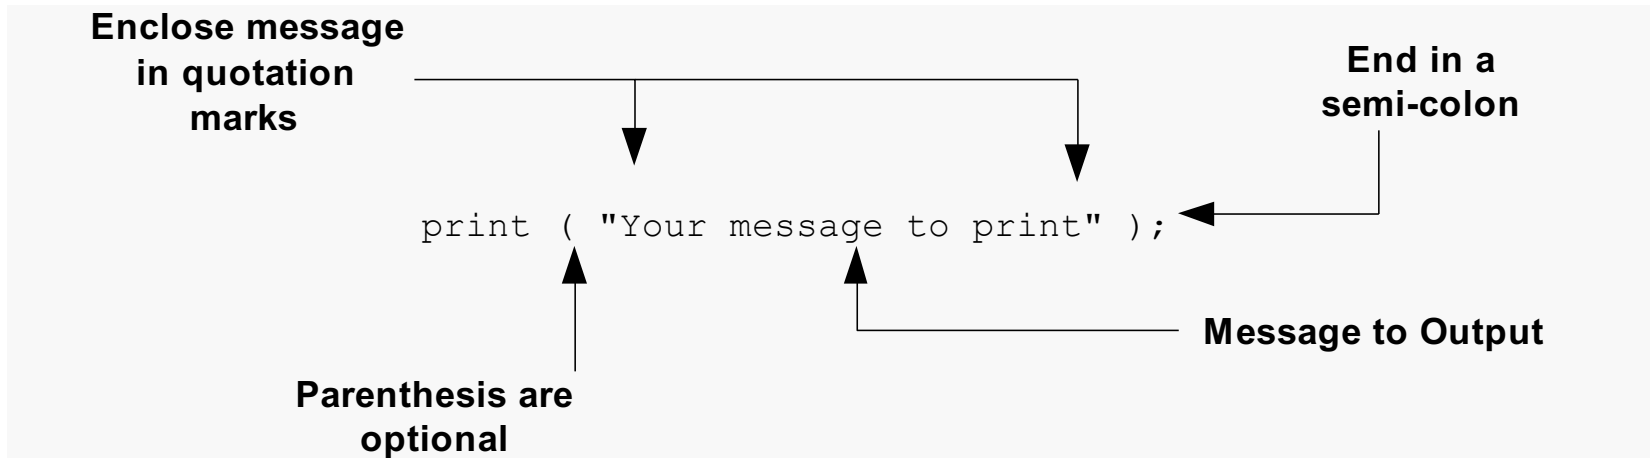 Enclose message
in quotation
marks
End in a
semi-colon
print ( "Your message to print" );
Message to Output
Parenthesis are
optional